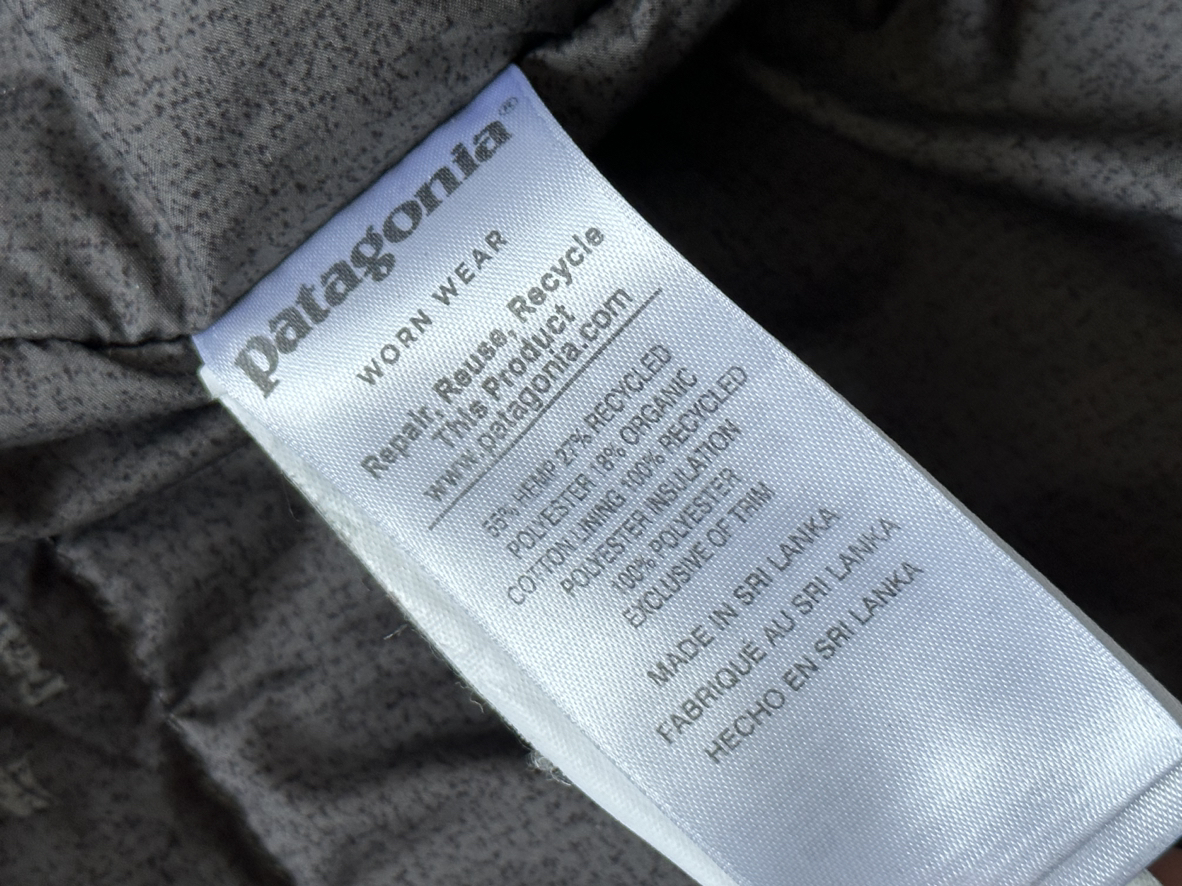 patagonia®
WORN WEAR
Repair, Reuse, Recycle
This Product
www.patagonia.com
55% HEMP 27% RECYCLED
POLYESTER 18% ORGANIC
COTTON LINING 100% RECYCLED
POLYESTER INSULATION
100% POLYESTER
EXCLUSIVE OF TRIM
MADE IN SRI LANKA
FABRIQUÉ AU SRI LANKA
HECHO EN SRI LANKA